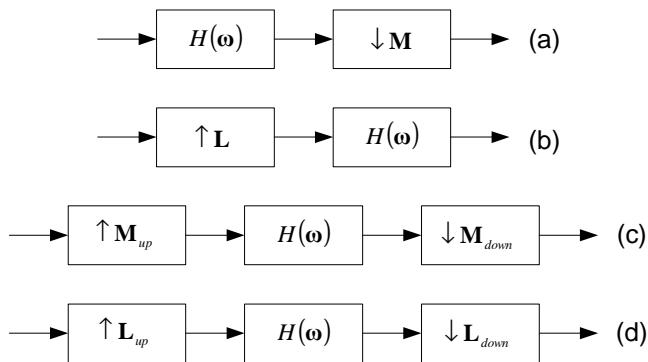 H(ω) ↓ M (a)
↑ L H(ω) (b)
↑ M_up H(ω) ↓ M_down (c)
↑ L_up H(ω) ↓ L_down (d)